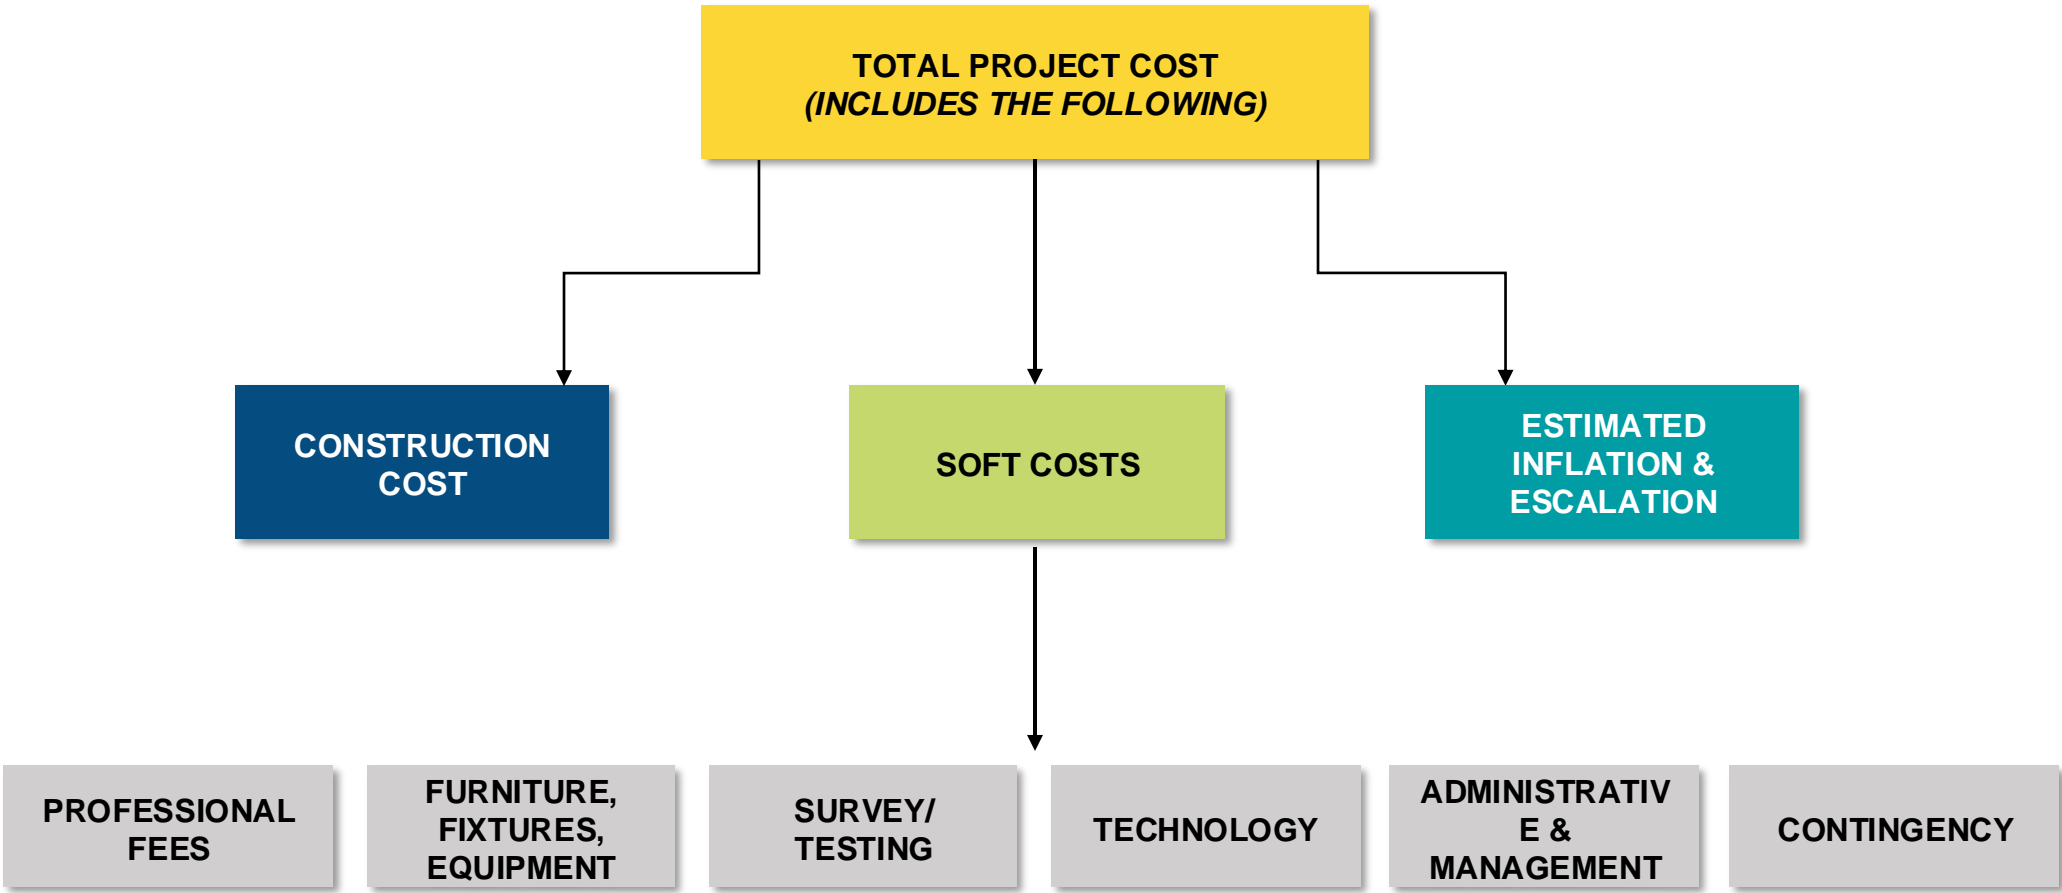 TOTAL PROJECT COST
(INCLUDES THE FOLLOWING)
CONSTRUCTION
COST
SOFT COSTS
ESTIMATED
INFLATION &
ESCALATION
PROFESSIONAL
FEES
FURNITURE,
FIXTURES,
EQUIPMENT
SURVEY/
TESTING
TECHNOLOGY
ADMINISTRATIV
E &
MANAGEMENT
CONTINGENCY